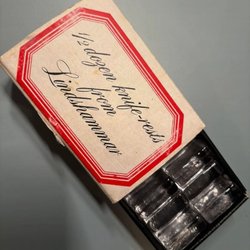 1/2 dozen knife-rests
from
Lindshammar